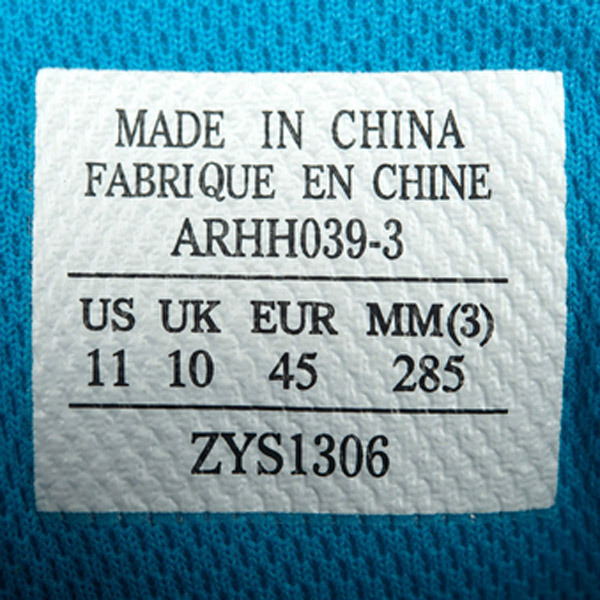 MADE IN CHINA
FABRIQUE EN CHINE
ARHH039-3
US UK EUR MM(3)
11 10 45 285
ZYS1306